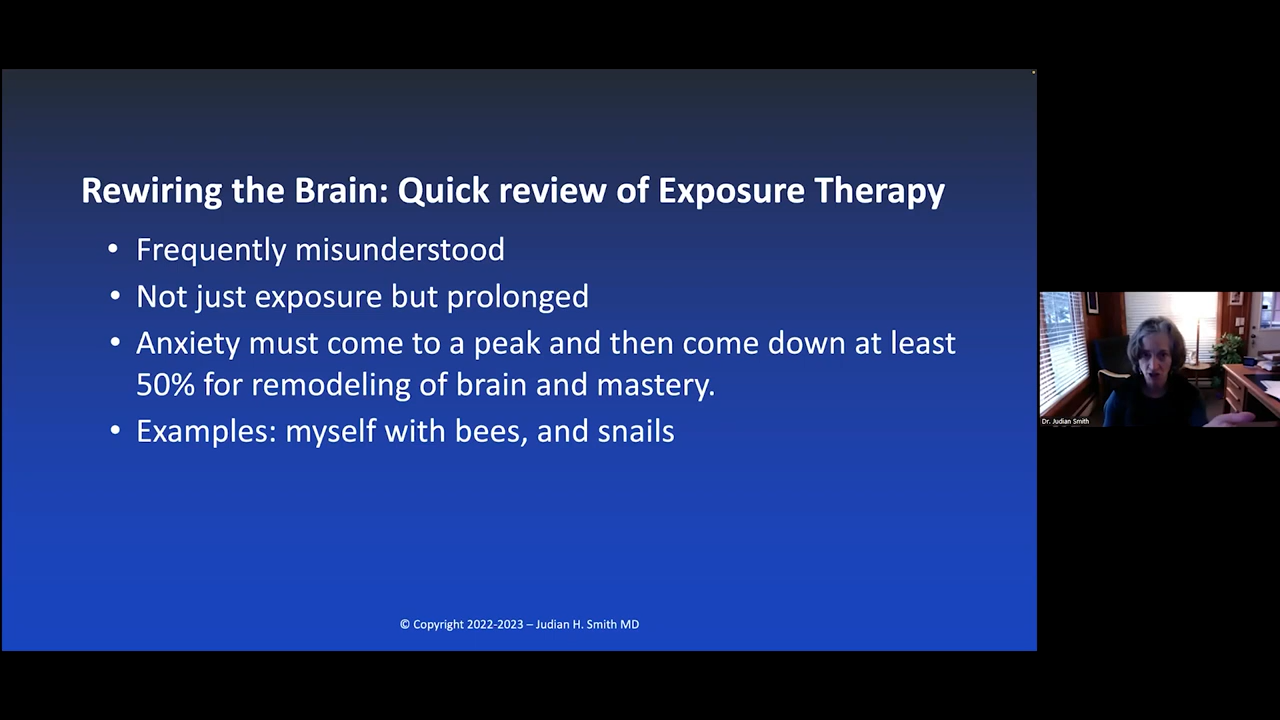 Rewiring the Brain: Quick review of Exposure Therapy
• Frequently misunderstood
• Not just exposure but prolonged
• Anxiety must come to a peak and then come down at least
50% for remodeling of brain and mastery.
• Examples: myself with bees, and snails
© Copyright 2022-2023 – Judian H. Smith MD
Dr. Judian Smith